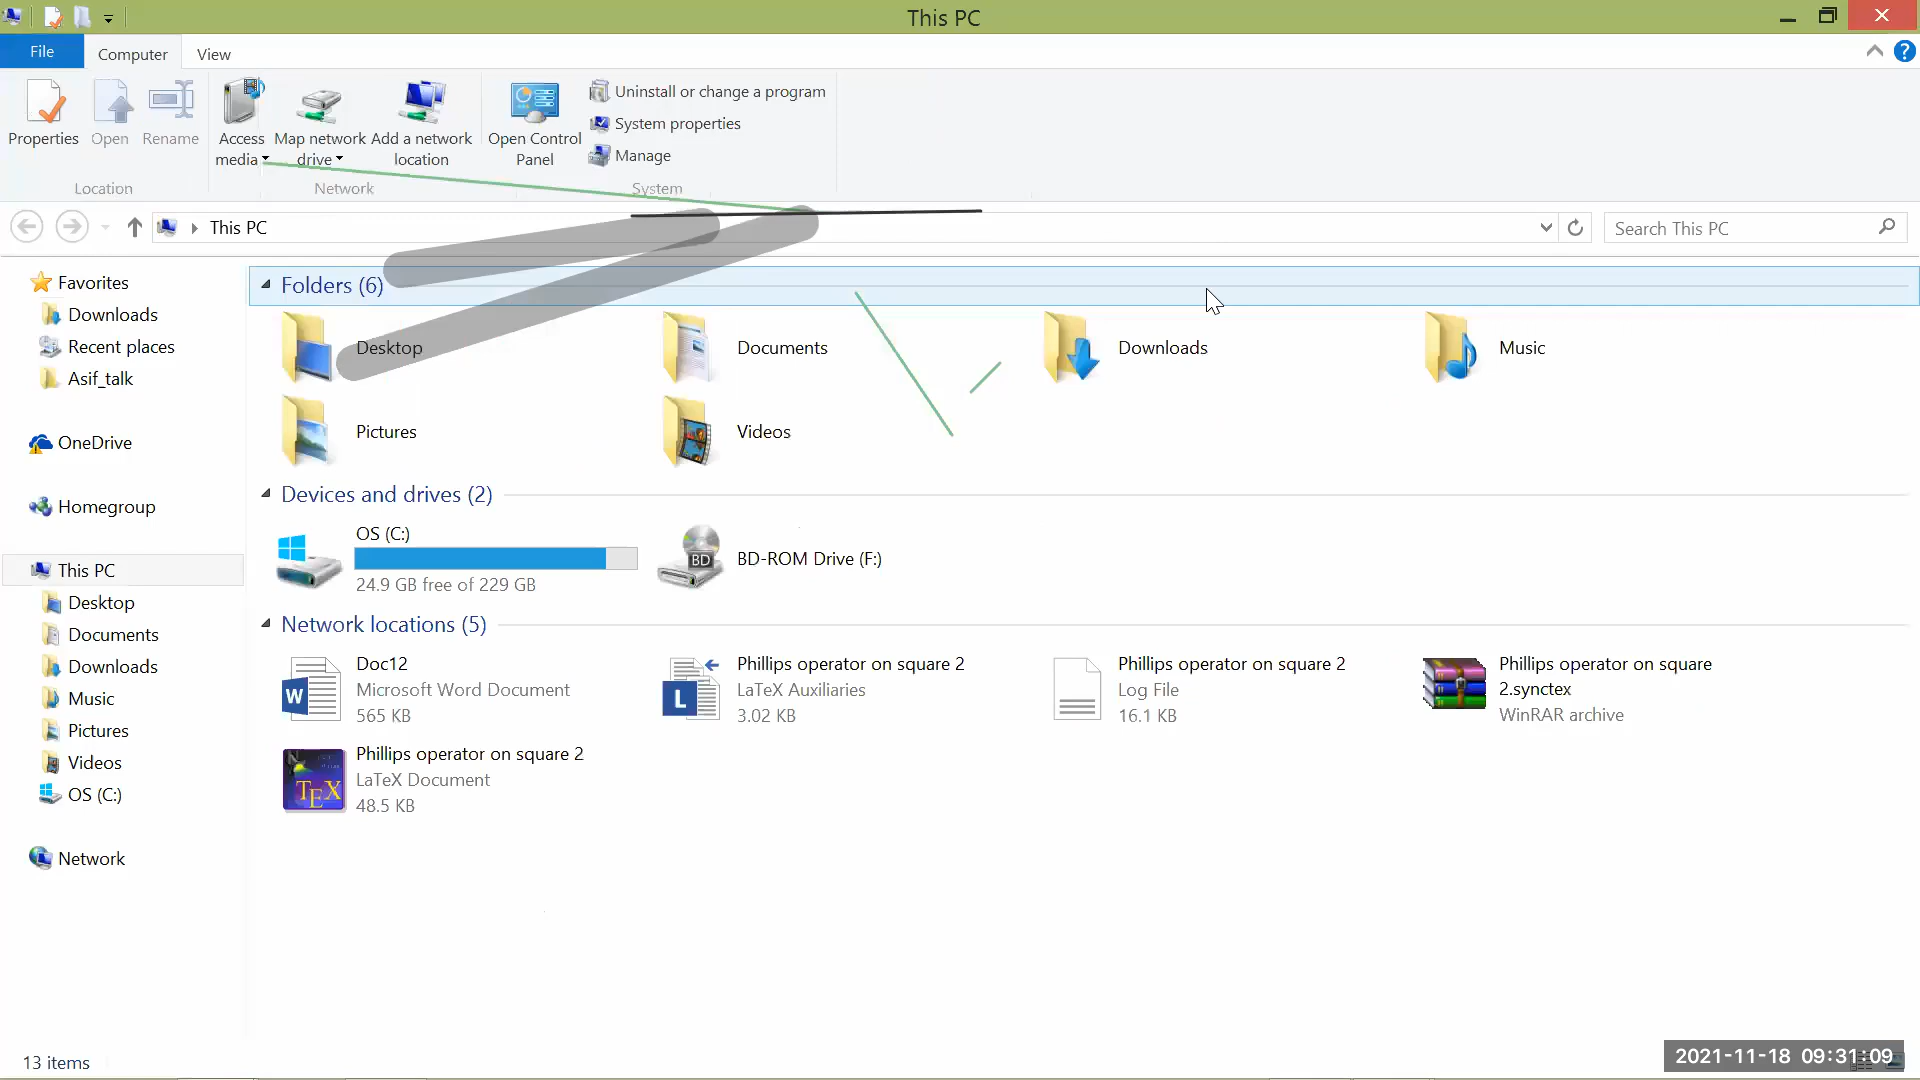 This PC
File
Computer
View
Properties
Open
Rename
Access media
Map network drive
Add a network location
Open Control Panel
Uninstall or change a program
System properties
Manage
Location
Network
System
This PC
Search This PC
Favorites
Downloads
Recent places
Asif_talk
OneDrive
Homegroup
This PC
Desktop
Documents
Downloads
Music
Pictures
Videos
OS (C:)
Network
Folders (6)
Desktop
Documents
Downloads
Music
Pictures
Videos
Devices and drives (2)
OS (C:)
24.9 GB free of 229 GB
BD
BD-ROM Drive (F:)
Network locations (5)
W
Doc12
Microsoft Word Document
565 KB
L
Phillips operator on square 2
LaTeX Auxiliaries
3.02 KB
Phillips operator on square 2
Log File
16.1 KB
Phillips operator on square
2.synctex
WinRAR archive
TEX
Phillips operator on square 2
LaTeX Document
48.5 KB
13 items
2021-11-18 09:31:09